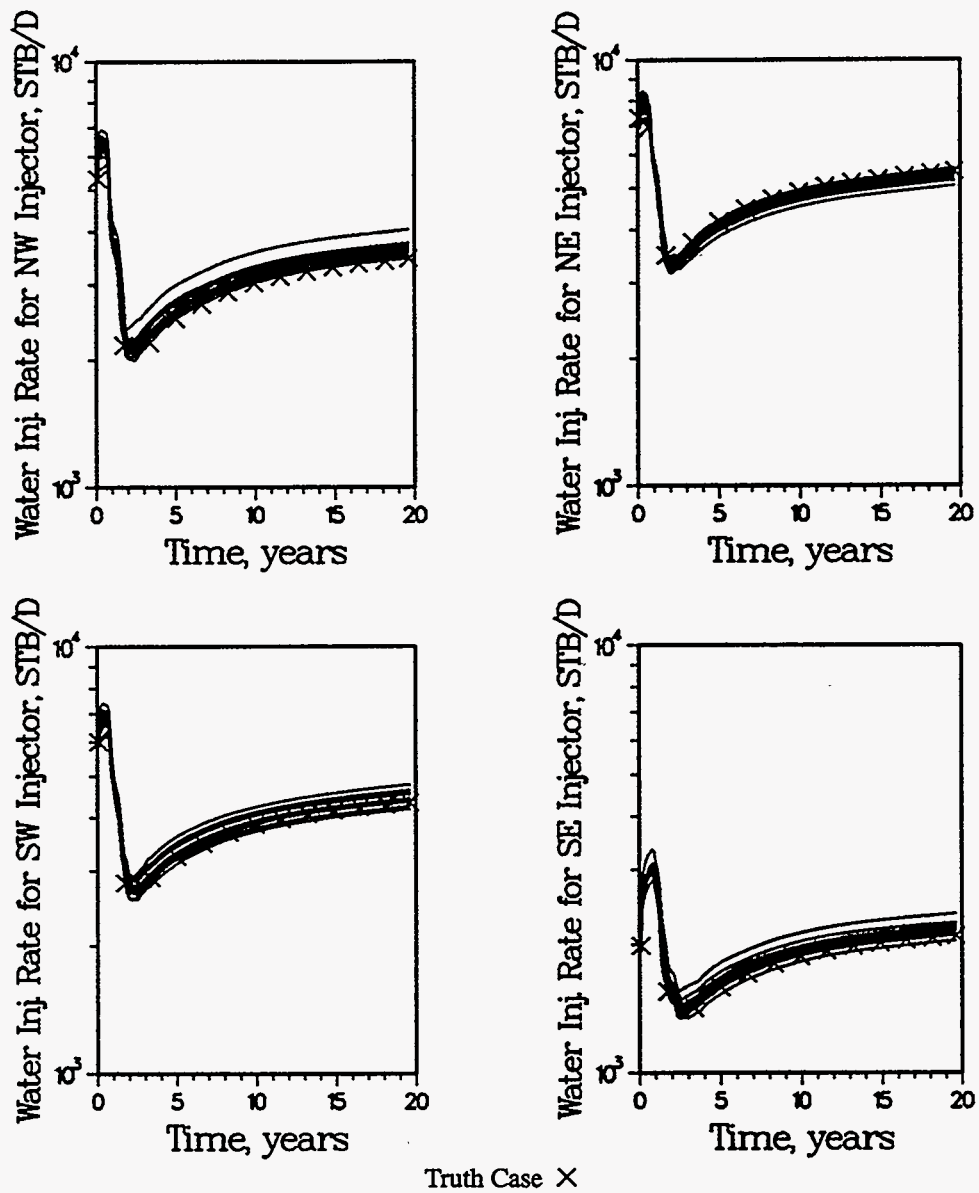 Water Inj. Rate for NW Injector, STB/D
10⁴
10³
0 5 10 15 20
Time, years
Water Inj. Rate for NE Injector, STB/D
10⁴
10³
0 5 10 15 20
Time, years
Water Inj. Rate for SW Injector, STB/D
10⁴
10³
0 5 10 15 20
Time, years
Water Inj. Rate for SE Injector, STB/D
10⁴
10³
0 5 10 15 20
Time, years
Truth Case ×